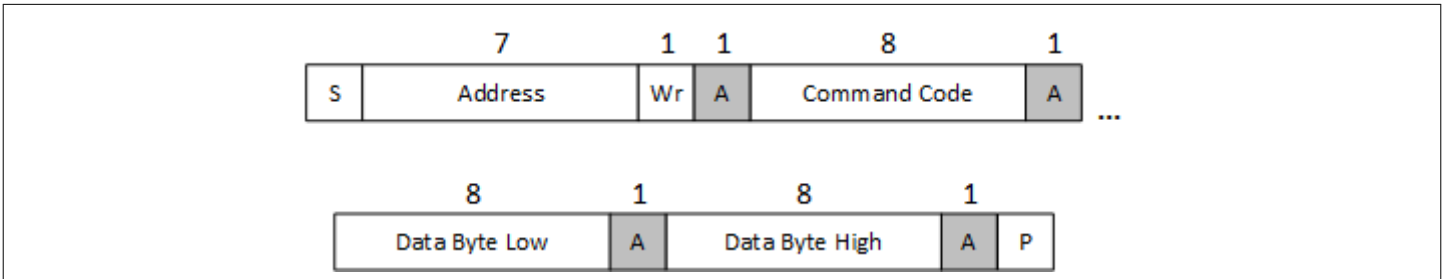 7 1 1 8 1
S Address Wr A Command Code A ...
8 1 8 1
Data Byte Low A Data Byte High A P